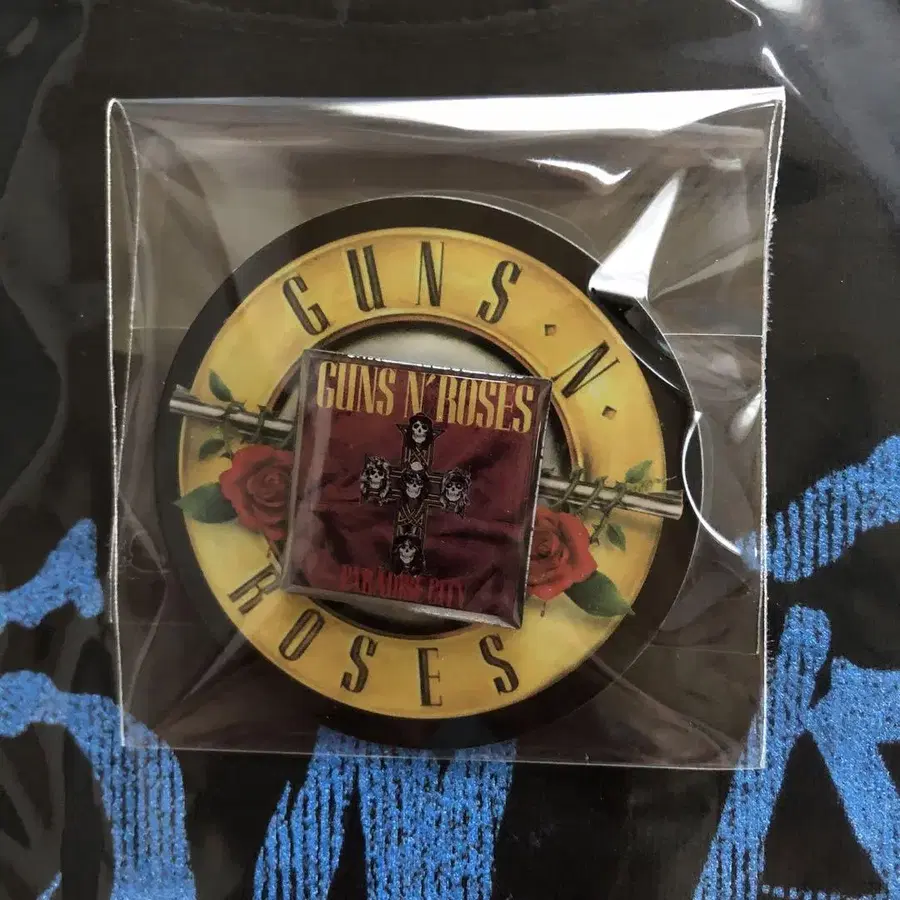 GUNS · N ·
ROSES
GUNS N' ROSES
PARADISE CITY